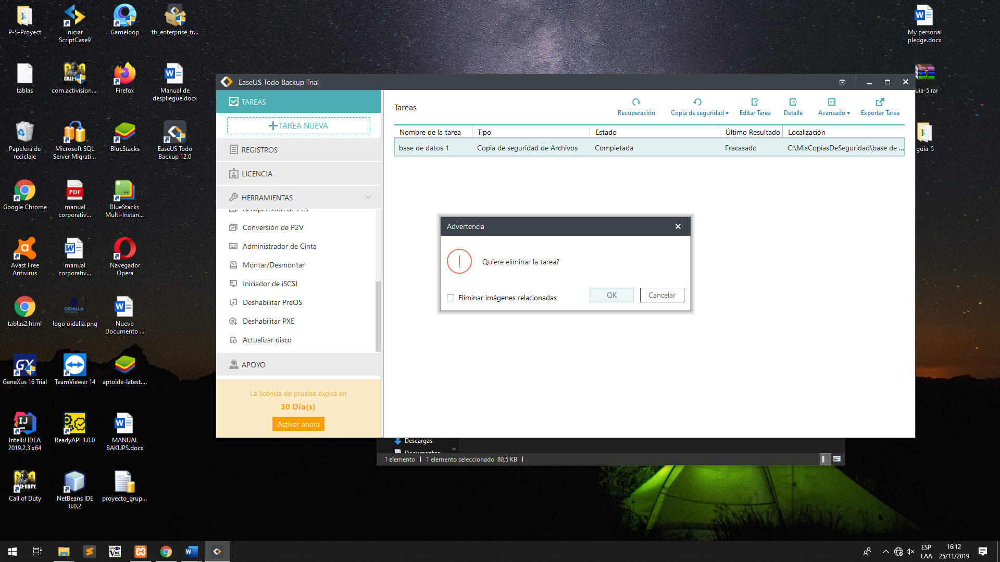 P-S-Proyect
Iniciar
ScriptCase9
Gameloop
tb_enterprise_tr...
My personal
pledge.docx
tablas
com.activision....
Firefox
Manual de
despliegue.docx
guia-5.rar
Papelera de
reciclaje
Microsoft SQL
Server Migrati...
BlueStacks
EaseUS Todo
Backup 12.0
guia-5
Google Chrome
PDF
manual
corporativ...
BlueStacks
Multi-Instan...
Avast Free
Antivirus
manual
corporativ...
Navegador
Opera
tablas2.html
OIDALLA
logo oidalla.png
Nuevo
Documento ...
GX
GeneXus 16 Trial
TeamViewer 14
aptoide-latest....
IJ
IntelliJ IDEA
2019.2.3 x64
ReadyAPI 3.0.0
MANUAL
BAKUPS.docx
Call of Duty
NetBeans IDE
8.0.2
proyecto_grup...
EaseUS Todo Backup Trial
TAREAS
TAREA NUEVA
REGISTROS
LICENCIA
HERRAMIENTAS
Recuperación de P2V
Conversión de P2V
Administrador de Cinta
Montar/Desmontar
Iniciador de iSCSI
Deshabilitar PreOS
Deshabilitar PXE
Actualizar disco
APOYO
La licencia de prueba expira en
30 Día(s)
Activar ahora
Tareas
Recuperación Copia de seguridad Editar Tarea Detalle Avanzado Exportar Tarea
Nombre de la tarea Tipo Estado Último Resultado Localización
base de datos 1 Copia de seguridad de Archivos Completada Fracasado C:\MisCopiasDeSeguridad\base de ...
Advertencia
Quiere eliminar la tarea?
Eliminar imágenes relacionadas
OK
Cancelar
Descargas
Documentos
1 elemento | 1 elemento seleccionado 80,5 KB |
ESP
LAA
16:12
25/11/2019